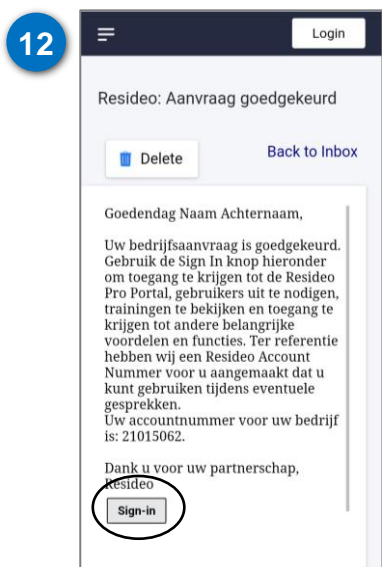 12
Login
Resideo: Aanvraag goedgekeurd
Delete
Back to Inbox
Goedendag Naam Achternaam,
Uw bedrijfsaanvraag is goedgekeurd.
Gebruik de Sign In knop hieronder
om toegang te krijgen tot de Resideo
Pro Portal, gebruikers uit te nodigen,
trainingen te bekijken en toegang te
krijgen tot andere belangrijke
voordelen en functies. Ter referentie
hebben wij een Resideo Account
Nummer voor u aangemaakt dat u
kunt gebruiken tijdens eventuele
gesprekken.
Uw accountnummer voor uw bedrijf
is: 21015062.
Dank u voor uw partnerschap,
Resideo
Sign-in